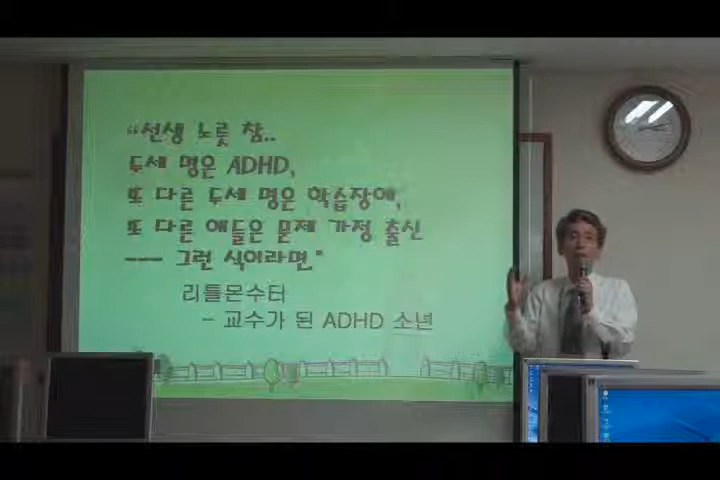 “선생 노릇 참..
두세 명은 ADHD,
또 다른 두세 명은 학습장애,
또 다른 애들은 문제 가정 출신
--- 그런 식이라면.”
리틀몬수터
- 교수가 된 ADHD 소년